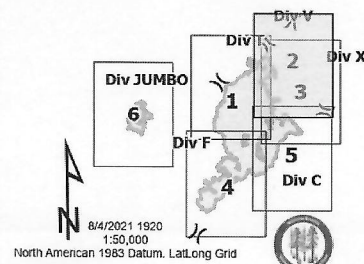 Div V
Div T
Div X
2
Div JUMBO
3
1
6
Div F
5
Div C
4
N
8/4/2021 1920
1:50,000
North American 1983 Datum. LatLong Grid